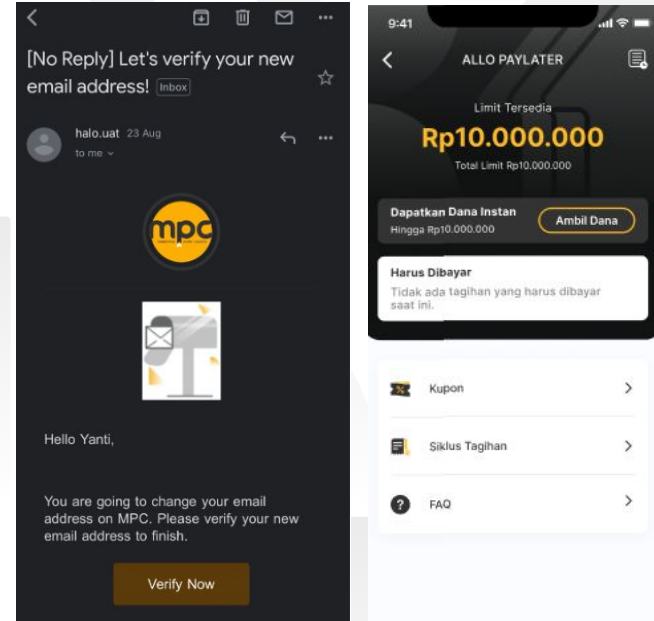 [No Reply] Let's verify your new
email address! Inbox
halo.uat 23 Aug
to me
mpc
Hello Yanti,
You are going to change your email
address on MPC. Please verify your new
email address to finish.
Verify Now
9:41
ALLO PAYLATER
Limit Tersedia
Rp10.000.000
Total Limit Rp10.000.000
Dapatkan Dana Instan
Hingga Rp10.000.000
Ambil Dana
Harus Dibayar
Tidak ada tagihan yang harus dibayar
saat ini.
Kupon
Siklus Tagihan
FAQ